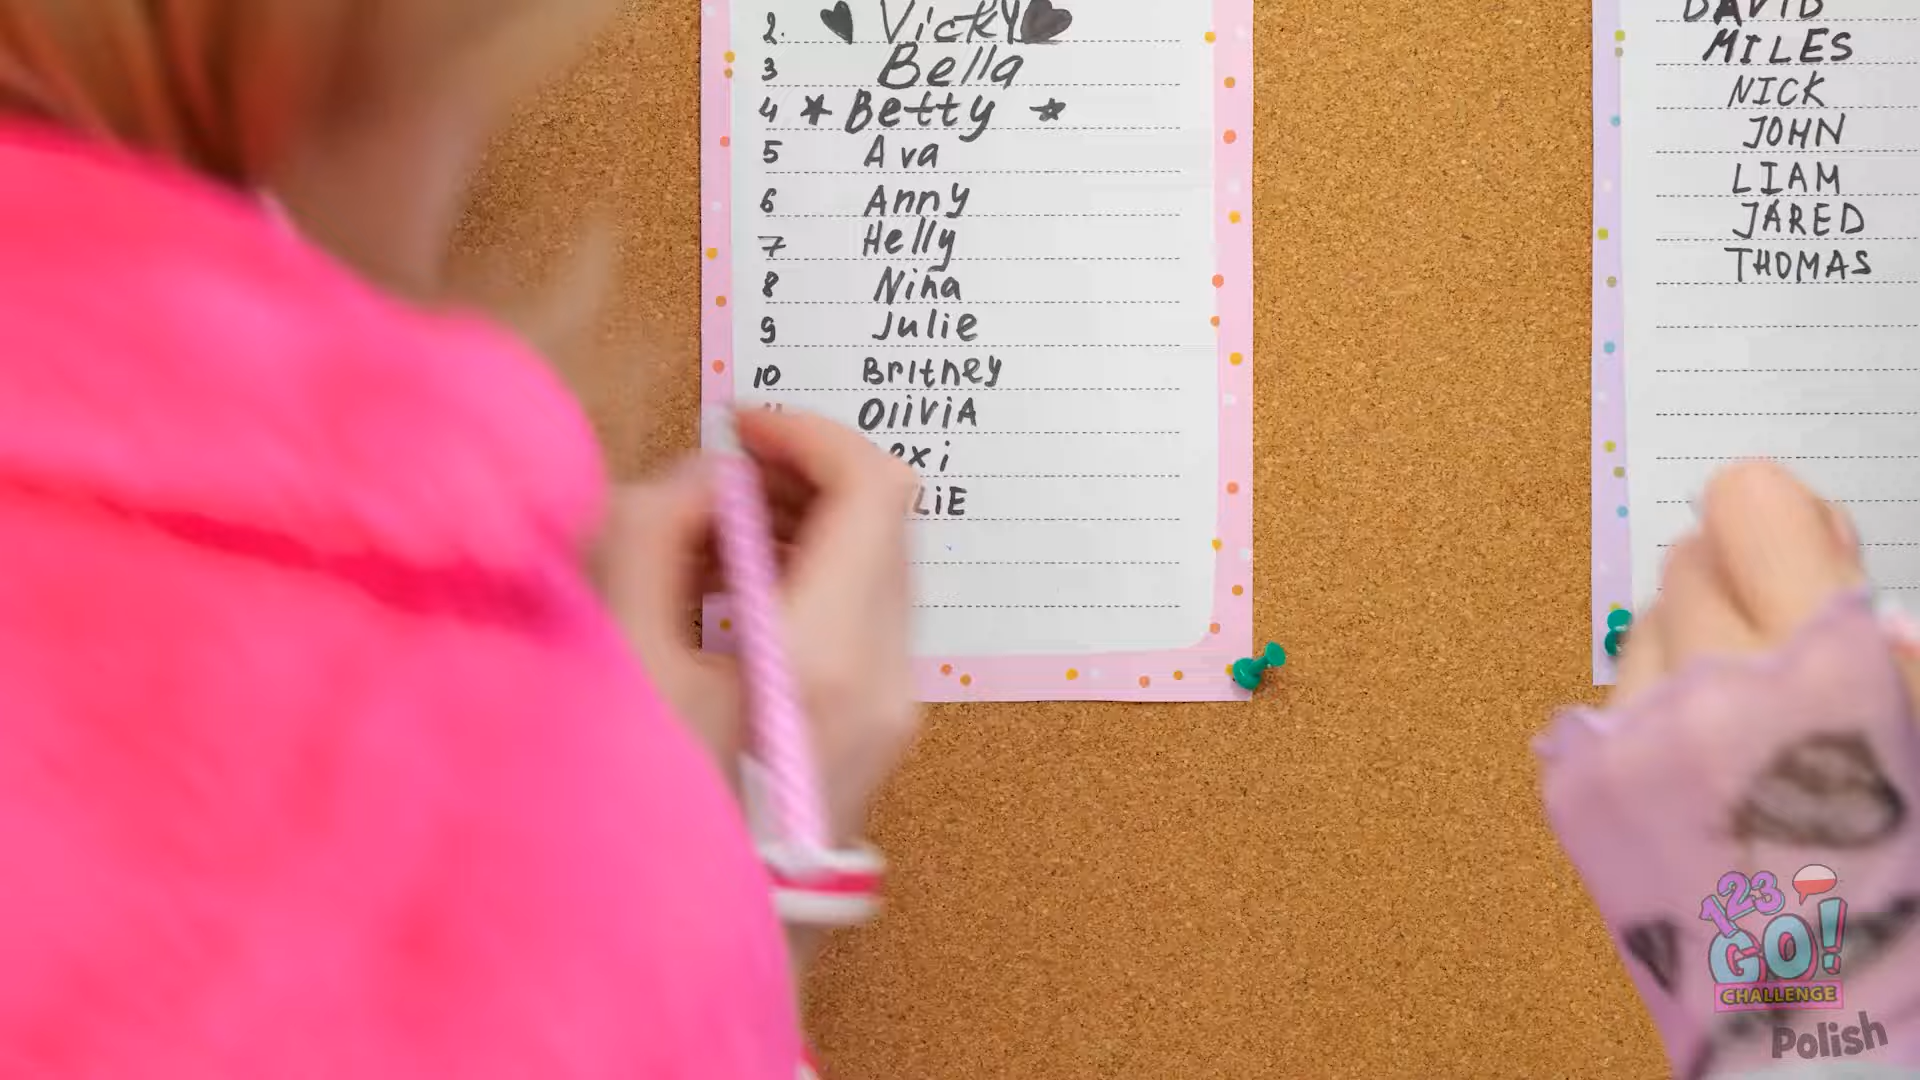 2. Vicky
3 Bella
4 Betty
5 Ava
6 Anny
7 Helly
8 Nina
9 Julie
10 Britney
OliviA
DAVID
MILES
NICK
JOHN
LIAM
JARED
THOMAS
123
GO!
CHALLENGE
Polish